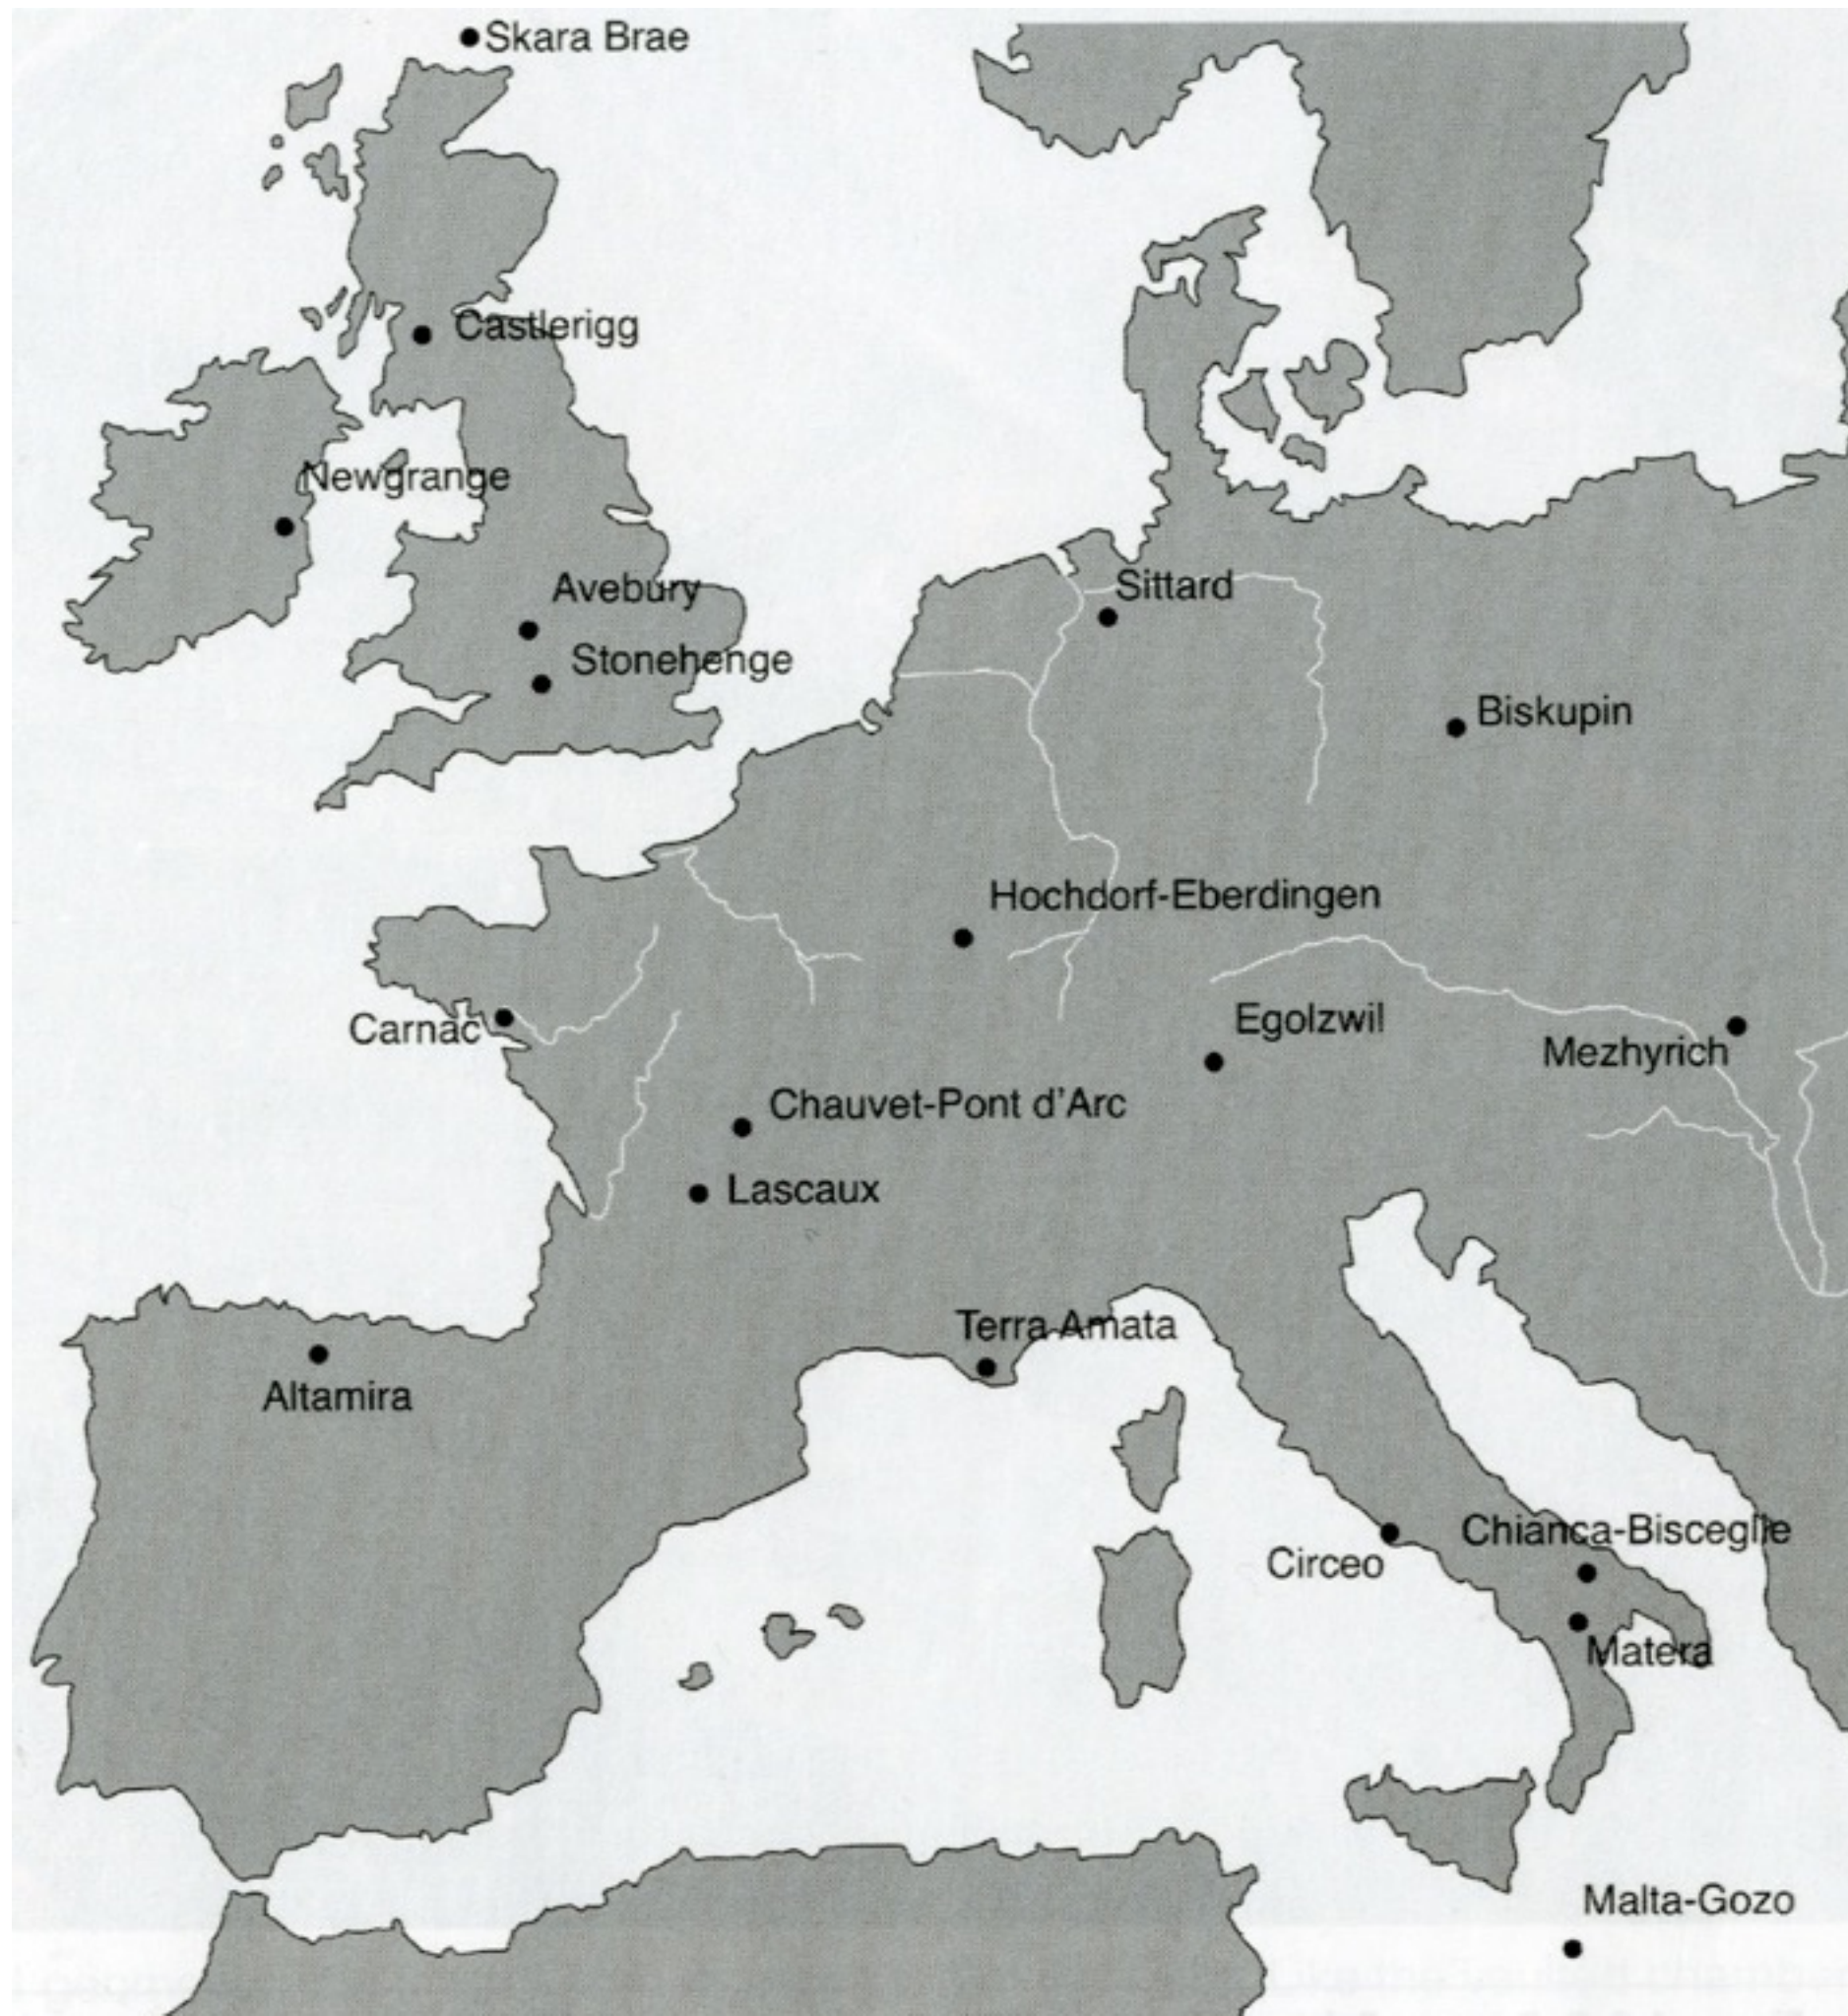 Skara Brae
Castlerigg
Newgrange
Avebury
Sittard
Stonehenge
Biskupin
Hochdorf-Eberdingen
Egolzwil
Carnac
Mezhyrich
Chauvet-Pont d'Arc
Lascaux
Terra Amata
Altamira
Chianca-Bisceglie
Circeo
Matera
Malta-Gozo